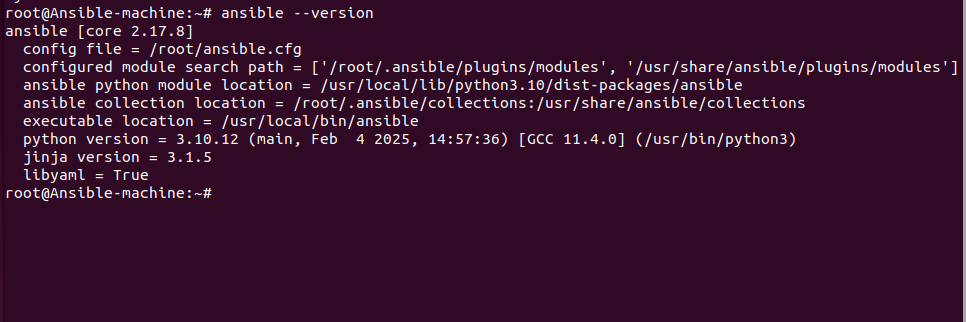 root@Ansible-machine:~# ansible --version
ansible [core 2.17.8]
  config file = /root/ansible.cfg
  configured module search path = ['/root/.ansible/plugins/modules', '/usr/share/ansible/plugins/modules']
  ansible python module location = /usr/local/lib/python3.10/dist-packages/ansible
  ansible collection location = /root/.ansible/collections:/usr/share/ansible/collections
  executable location = /usr/local/bin/ansible
  python version = 3.10.12 (main, Feb  4 2025, 14:57:36) [GCC 11.4.0] (/usr/bin/python3)
  jinja version = 3.1.5
  libyaml = True
root@Ansible-machine:~#